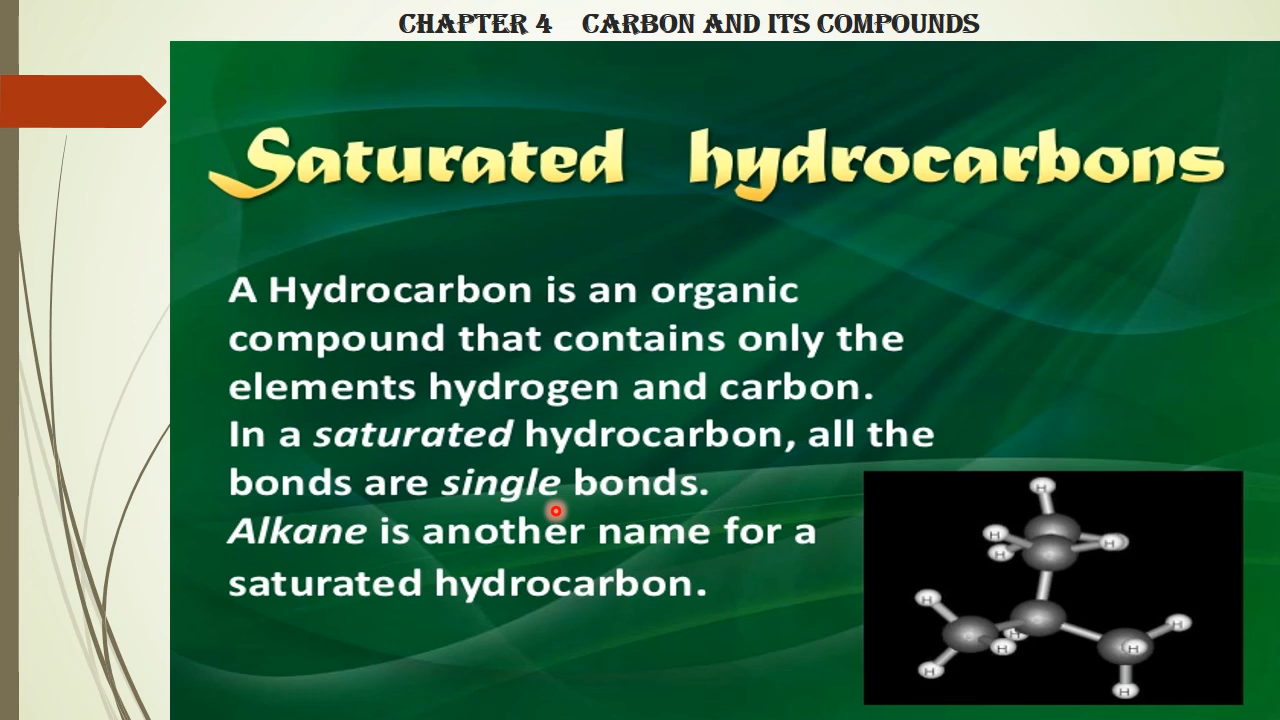 CHAPTER 4 CARBON AND ITS COMPOUNDS
Saturated hydrocarbons
A Hydrocarbon is an organic
compound that contains only the
elements hydrogen and carbon.
In a saturated hydrocarbon, all the
bonds are single bonds.
Alkane is another name for a
saturated hydrocarbon.
H
H
H
H
H
H
H
H
H
H
H